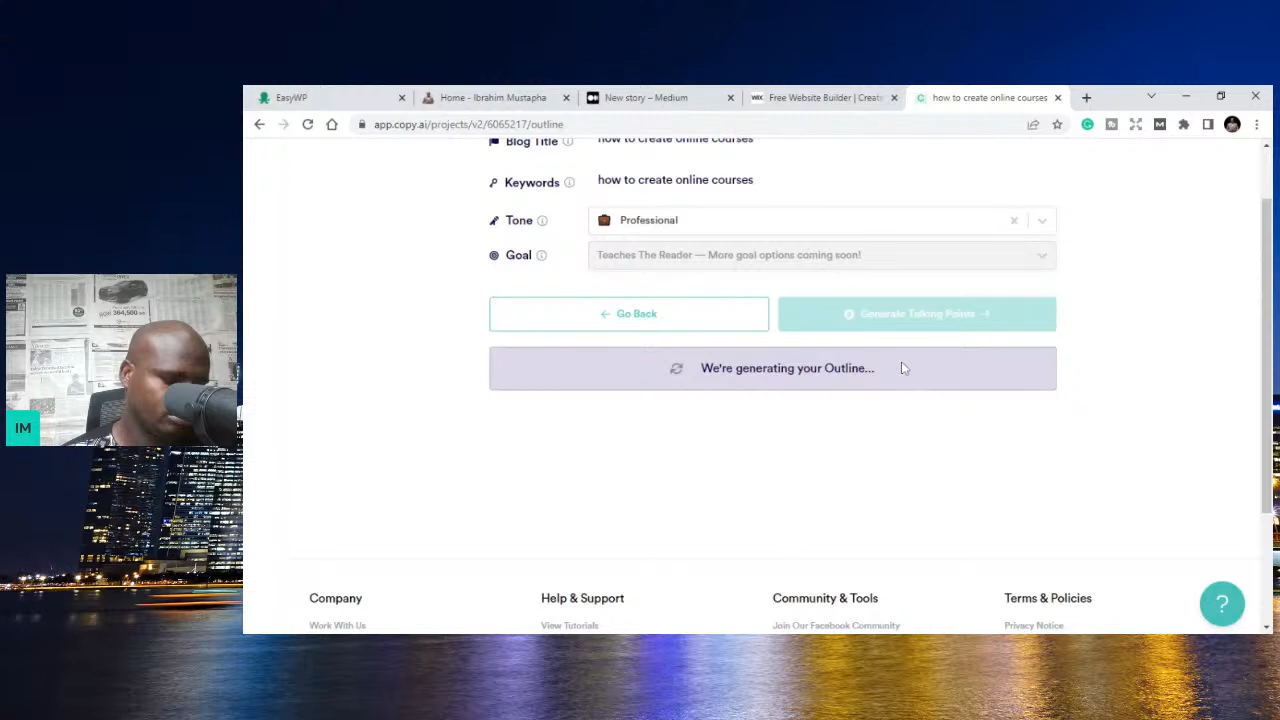 EasyWP
Home - Ibrahim Mustapha
New story – Medium
WIX
Free Website Builder | Create
how to create online courses
app.copy.ai/projects/v2/6065217/outline
Blog Title
how to create online courses
Keywords
how to create online courses
Tone
Professional
Goal
Teaches The Reader — More goal options coming soon!
← Go Back
Generate Talking Points →
We're generating your Outline...
Company
Help & Support
Community & Tools
Terms & Policies
Work With Us
View Tutorials
Join Our Facebook Community
Privacy Notice
?
IM